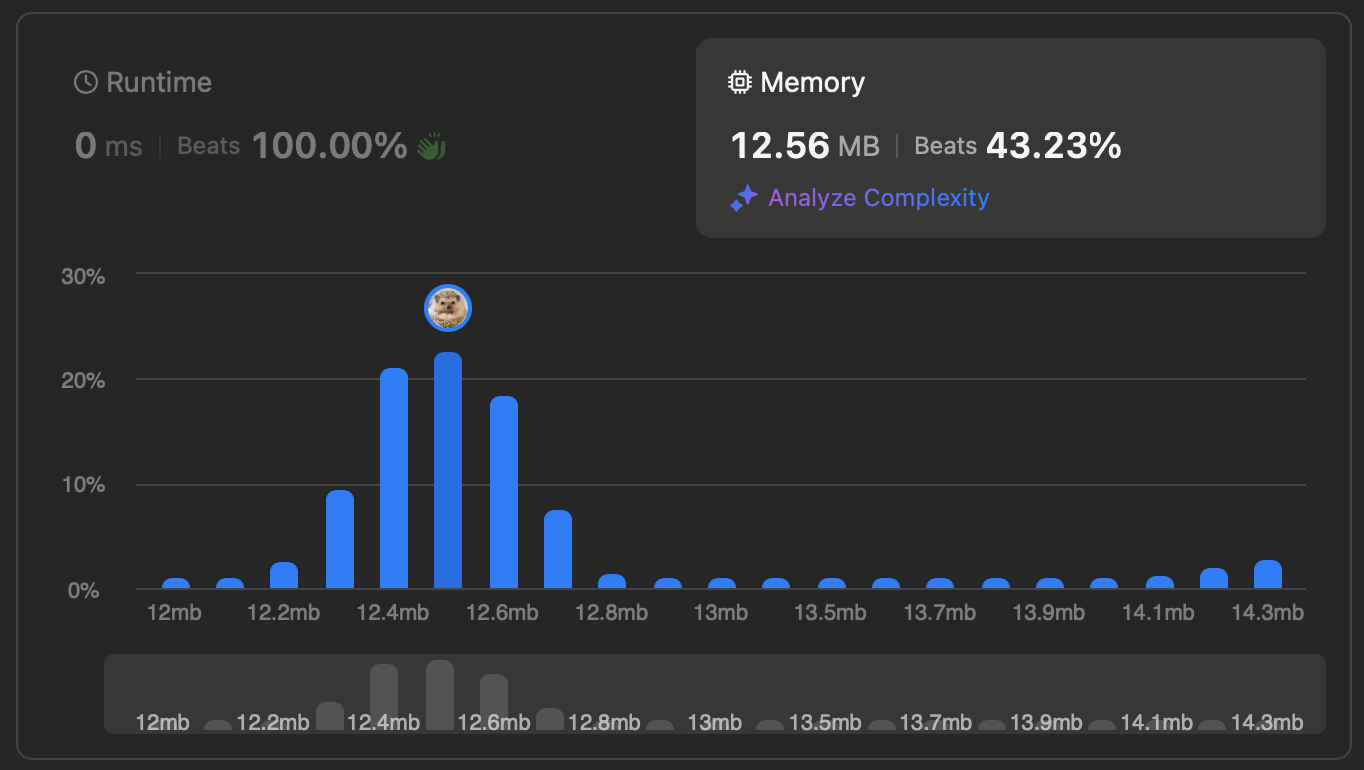 Runtime
0 ms | Beats 100.00%
Memory
12.56 MB | Beats 43.23%
Analyze Complexity
30%
20%
10%
0%
12mb 12.2mb 12.4mb 12.6mb 12.8mb 13mb 13.5mb 13.7mb 13.9mb 14.1mb 14.3mb
12mb 12.2mb 12.4mb 12.6mb 12.8mb 13mb 13.5mb 13.7mb 13.9mb 14.1mb 14.3mb